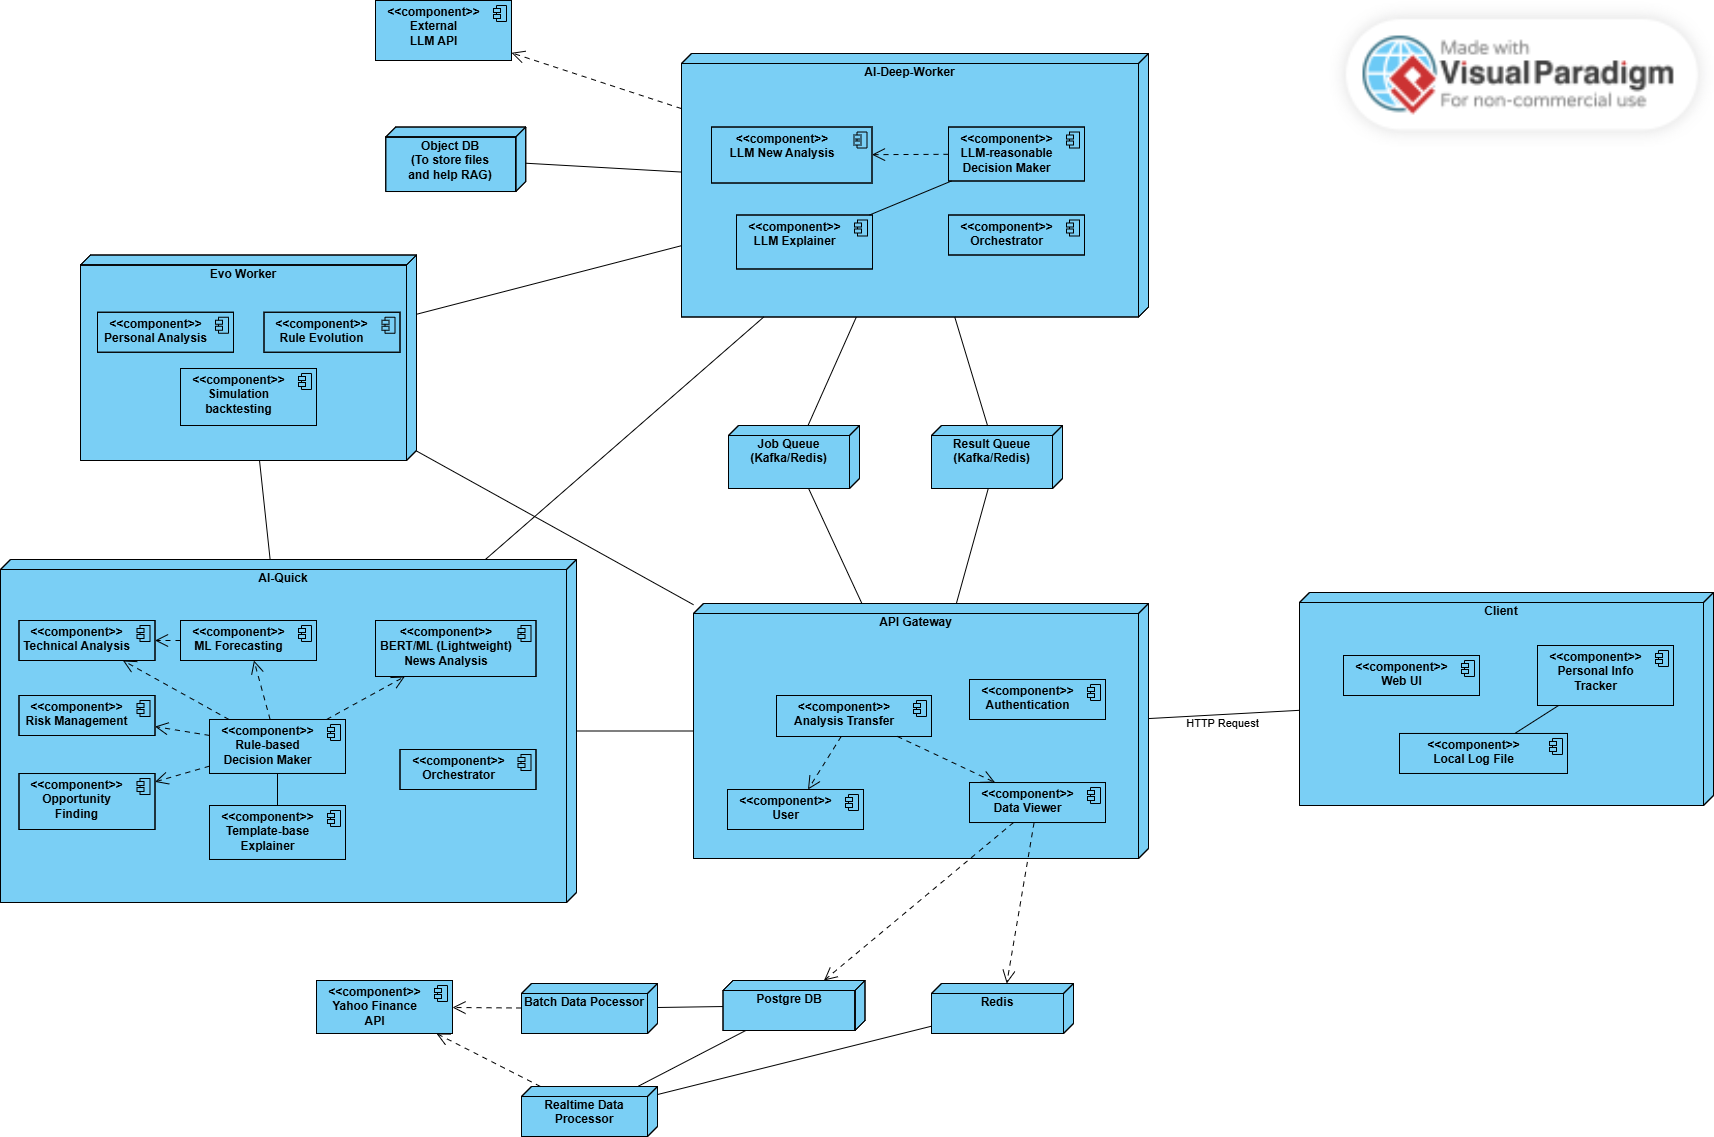 <<component>>
External
LLM API
Made with
Visual Paradigm
For non-commercial use
AI-Deep-Worker
<<component>>
LLM New Analysis
<<component>>
LLM-reasonable
Decision Maker
<<component>>
LLM Explainer
<<component>>
Orchestrator
Object DB
(To store files
and help RAG)
Evo Worker
<<component>>
Personal Analysis
<<component>>
Rule Evolution
<<component>>
Simulation
backtesting
Job Queue
(Kafka/Redis)
Result Queue
(Kafka/Redis)
AI-Quick
<<component>>
Technical Analysis
<<component>>
ML Forecasting
<<component>>
BERT/ML (Lightweight)
News Analysis
<<component>>
Risk Management
<<component>>
Rule-based
Decision Maker
<<component>>
Orchestrator
<<component>>
Opportunity
Finding
<<component>>
Template-base
Explainer
API Gateway
<<component>>
Authentication
<<component>>
Analysis Transfer
<<component>>
User
<<component>>
Data Viewer
HTTP Request
Client
<<component>>
Web UI
<<component>>
Personal Info
Tracker
<<component>>
Local Log File
<<component>>
Yahoo Finance
API
Batch Data Pocessor
Postgre DB
Redis
Realtime Data
Processor